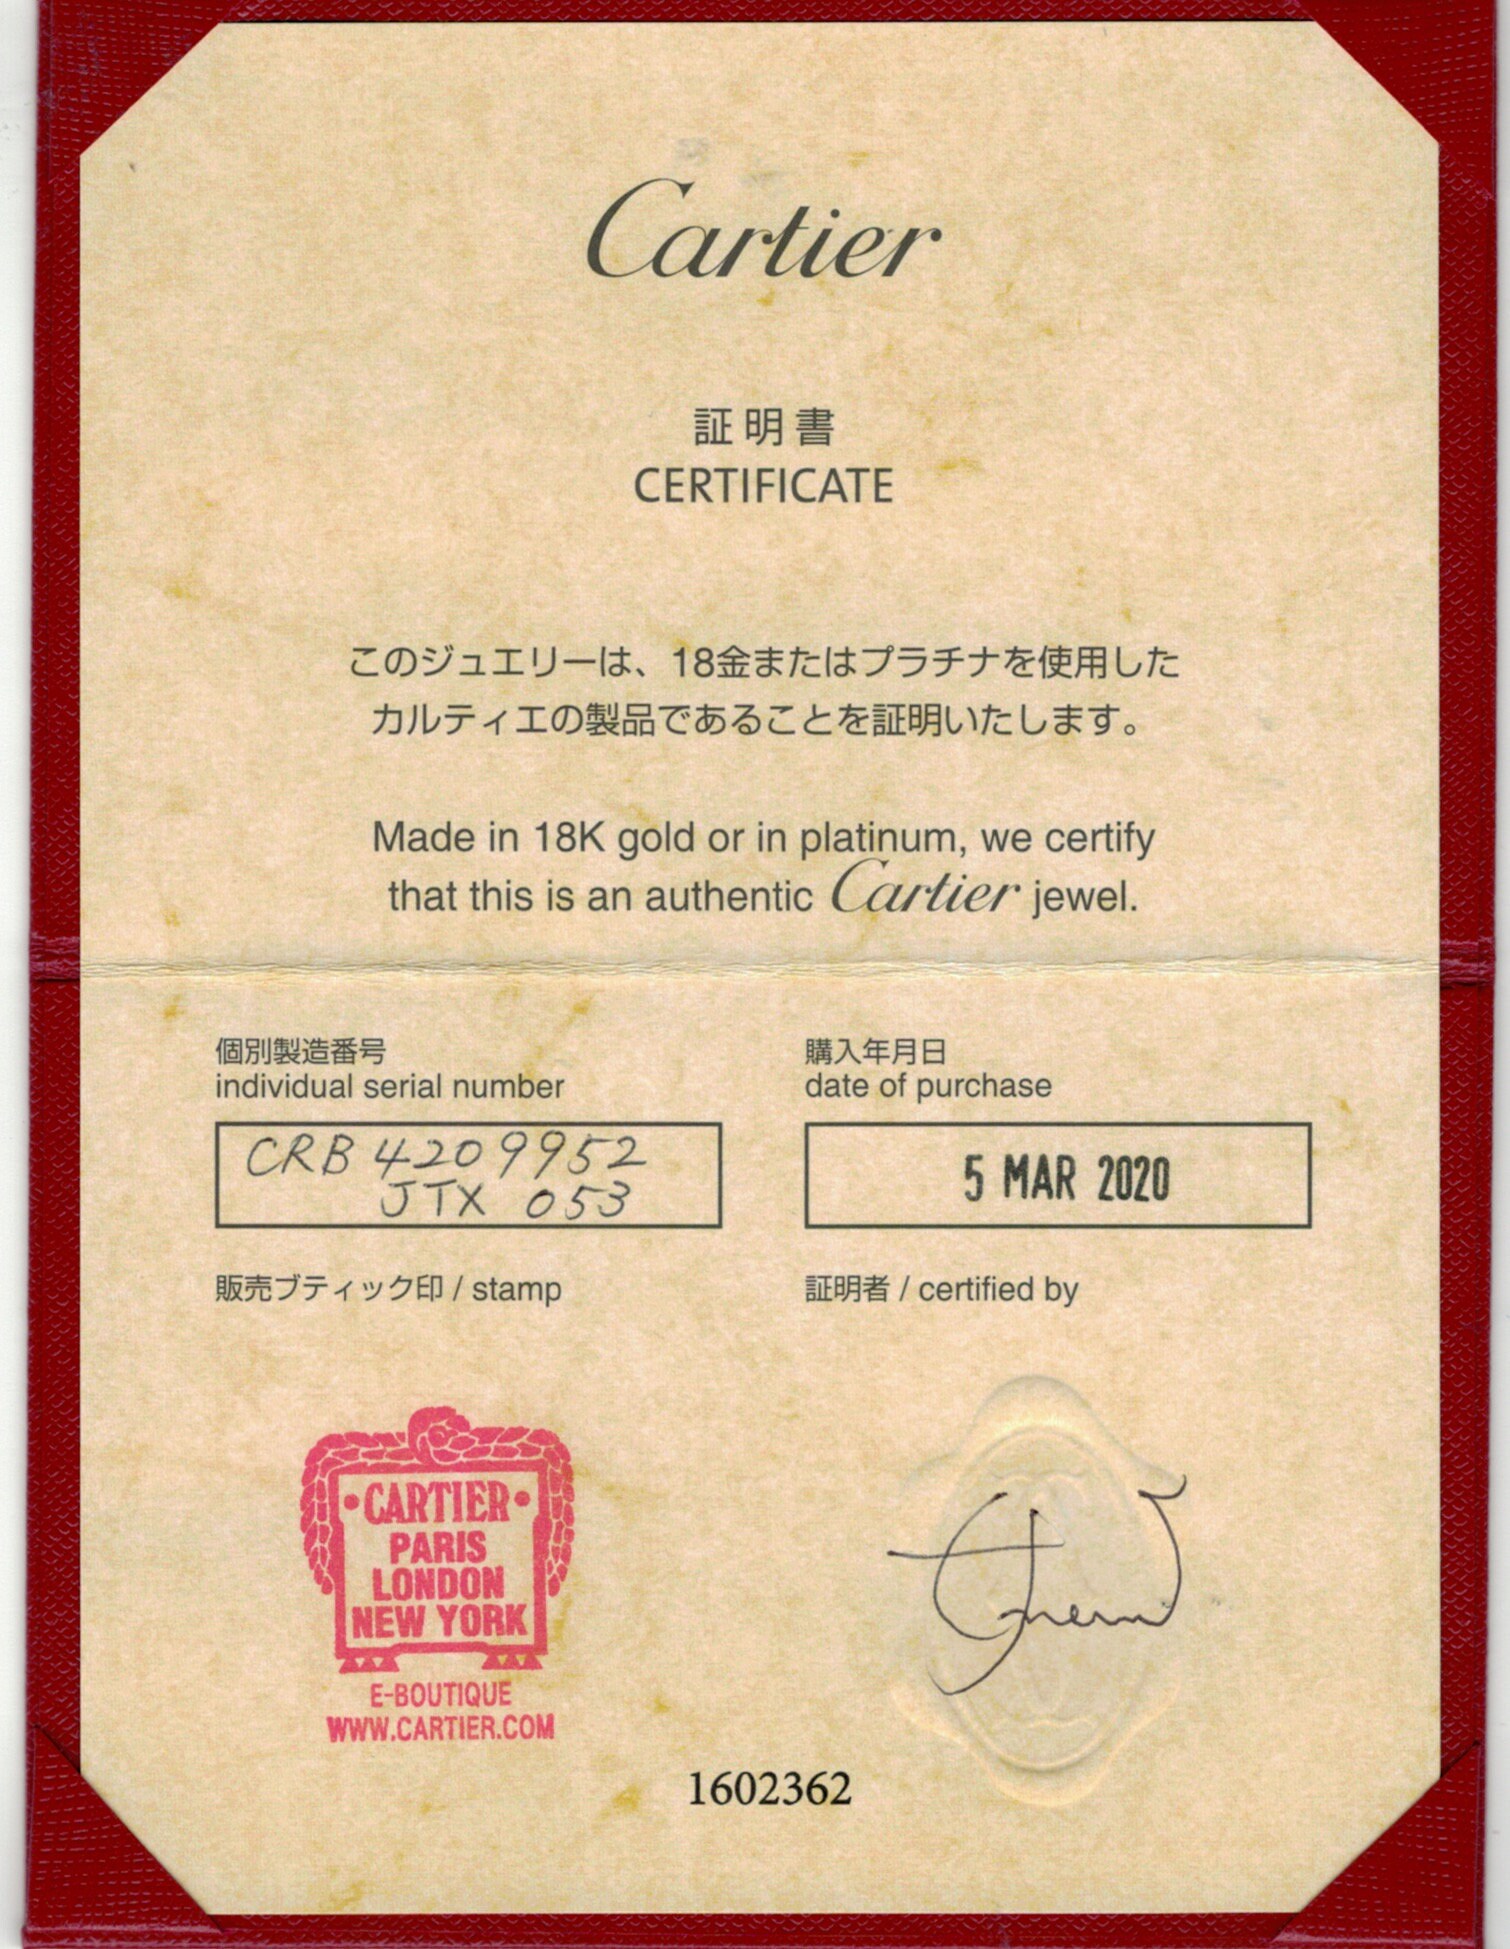 Cartier
証明書
CERTIFICATE
このジュエリーは、18金またはプラチナを使用した
カルティエの製品であることを証明いたします。
Made in 18K gold or in platinum, we certify
that this is an authentic Cartier jewel.
個別製造番号
individual serial number
CRB 4209952
JTX 053
購入年月日
date of purchase
5 MAR 2020
販売ブティック印 / stamp
証明者 / certified by
•CARTIER•
PARIS
LONDON
NEW YORK
E-BOUTIQUE
WWW.CARTIER.COM
1602362